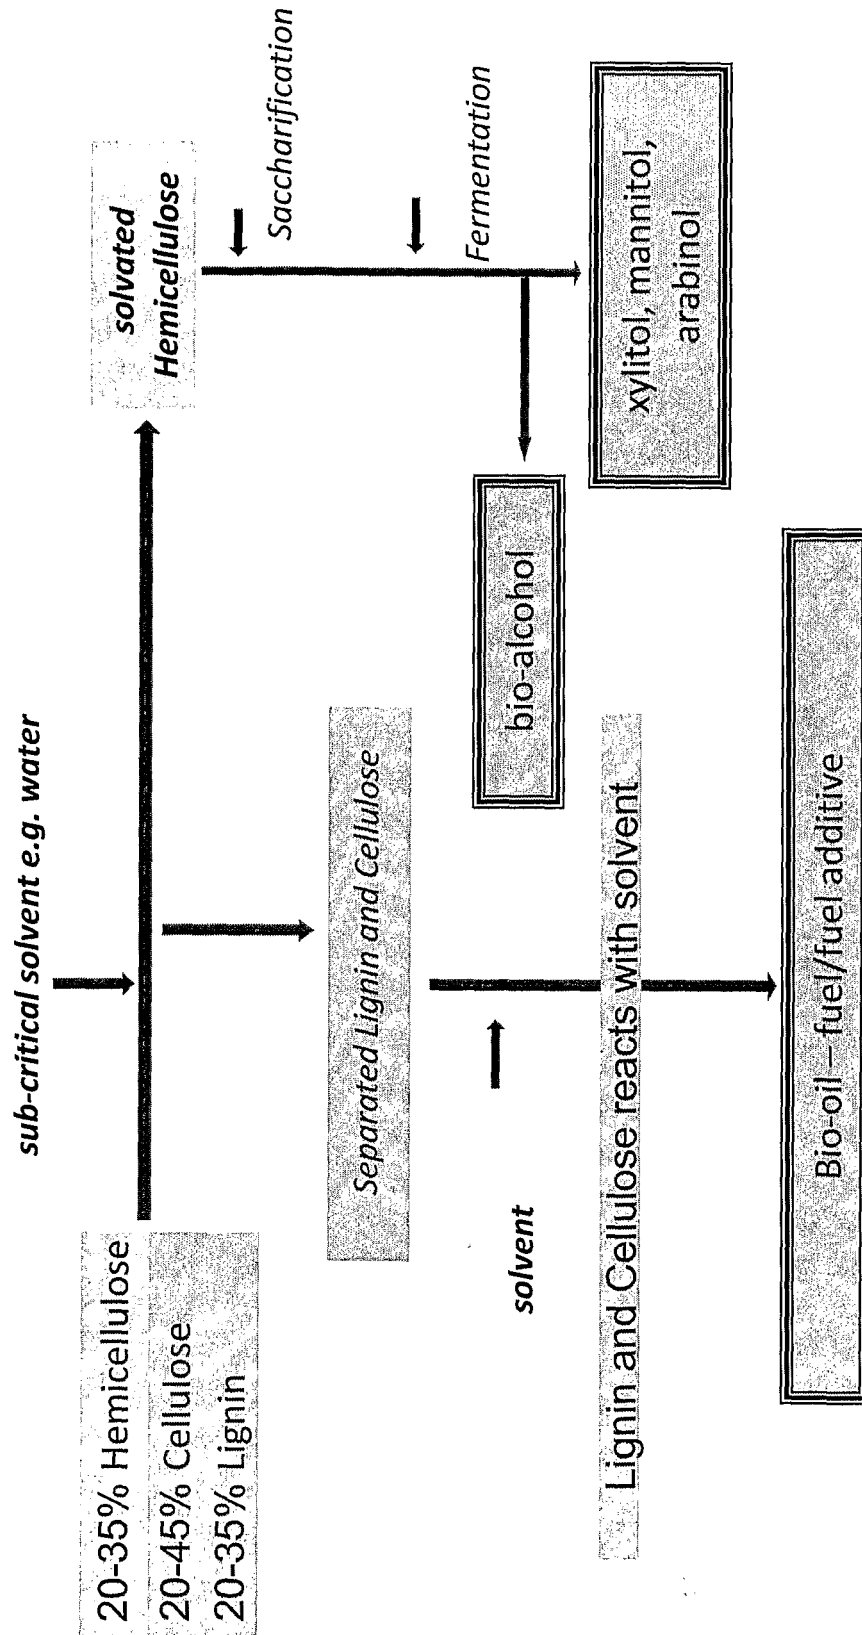 sub-critical solvent e.g. water
20-35% Hemicellulose
20-45% Cellulose
20-35% Lignin
solvated
Hemicellulose
Saccharification
Separated Lignin and Cellulose
Fermentation
solvent
bio-alcohol
Lignin and Cellulose reacts with solvent
xylitol, mannitol,
arabinol
Bio-oil – fuel/fuel additive